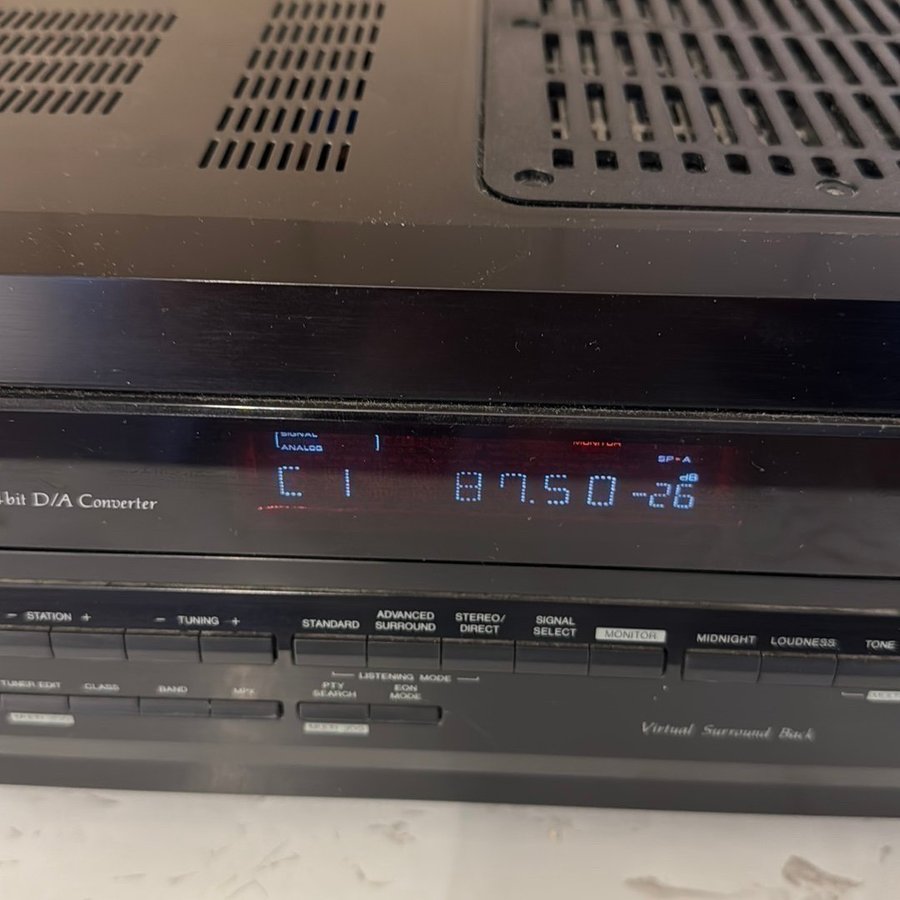 SIGNAL
ANALOG
MONITOR
SP▸A
dB
C 1 87.50 -26
bit D/A Converter
− STATION +
− TUNING +
STANDARD
ADVANCED
SURROUND
STEREO/
DIRECT
SIGNAL
SELECT
MONITOR
MIDNIGHT
LOUDNESS
TONE
LISTENING MODE
TUNER EDIT
CLASS
BAND
MPX
PTY
SEARCH
EON
MODE
Virtual Surround Back